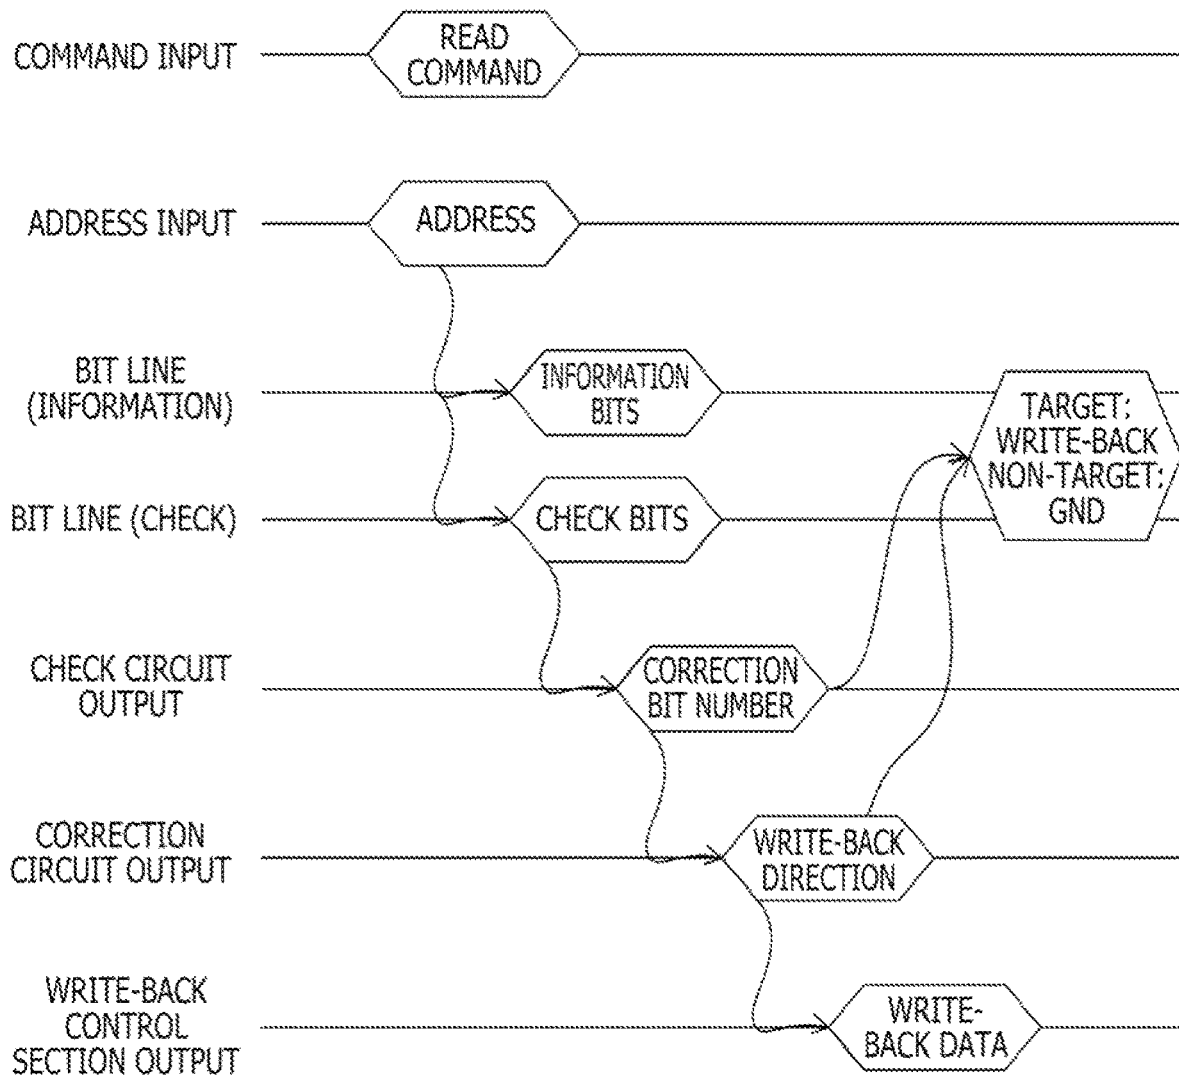 COMMAND INPUT
READ
COMMAND
ADDRESS INPUT
ADDRESS
BIT LINE
(INFORMATION)
INFORMATION
BITS
TARGET:
WRITE-BACK
NON-TARGET:
GND
BIT LINE (CHECK)
CHECK BITS
CHECK CIRCUIT
OUTPUT
CORRECTION
BIT NUMBER
CORRECTION
CIRCUIT OUTPUT
WRITE-BACK
DIRECTION
WRITE-BACK
CONTROL
SECTION OUTPUT
WRITE-
BACK DATA